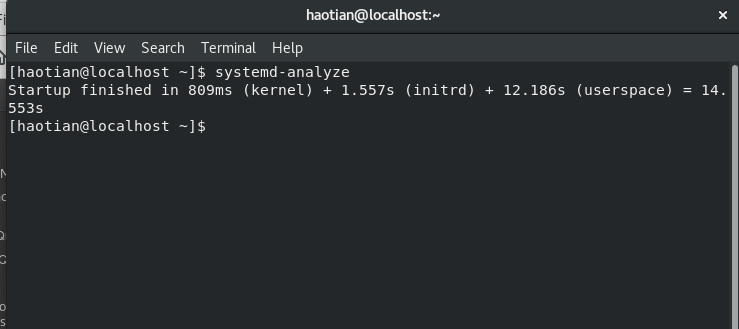 haotian@localhost:~
File Edit View Search Terminal Help
[haotian@localhost ~]$ systemd-analyze
Startup finished in 809ms (kernel) + 1.557s (initrd) + 12.186s (userspace) = 14.
553s
[haotian@localhost ~]$